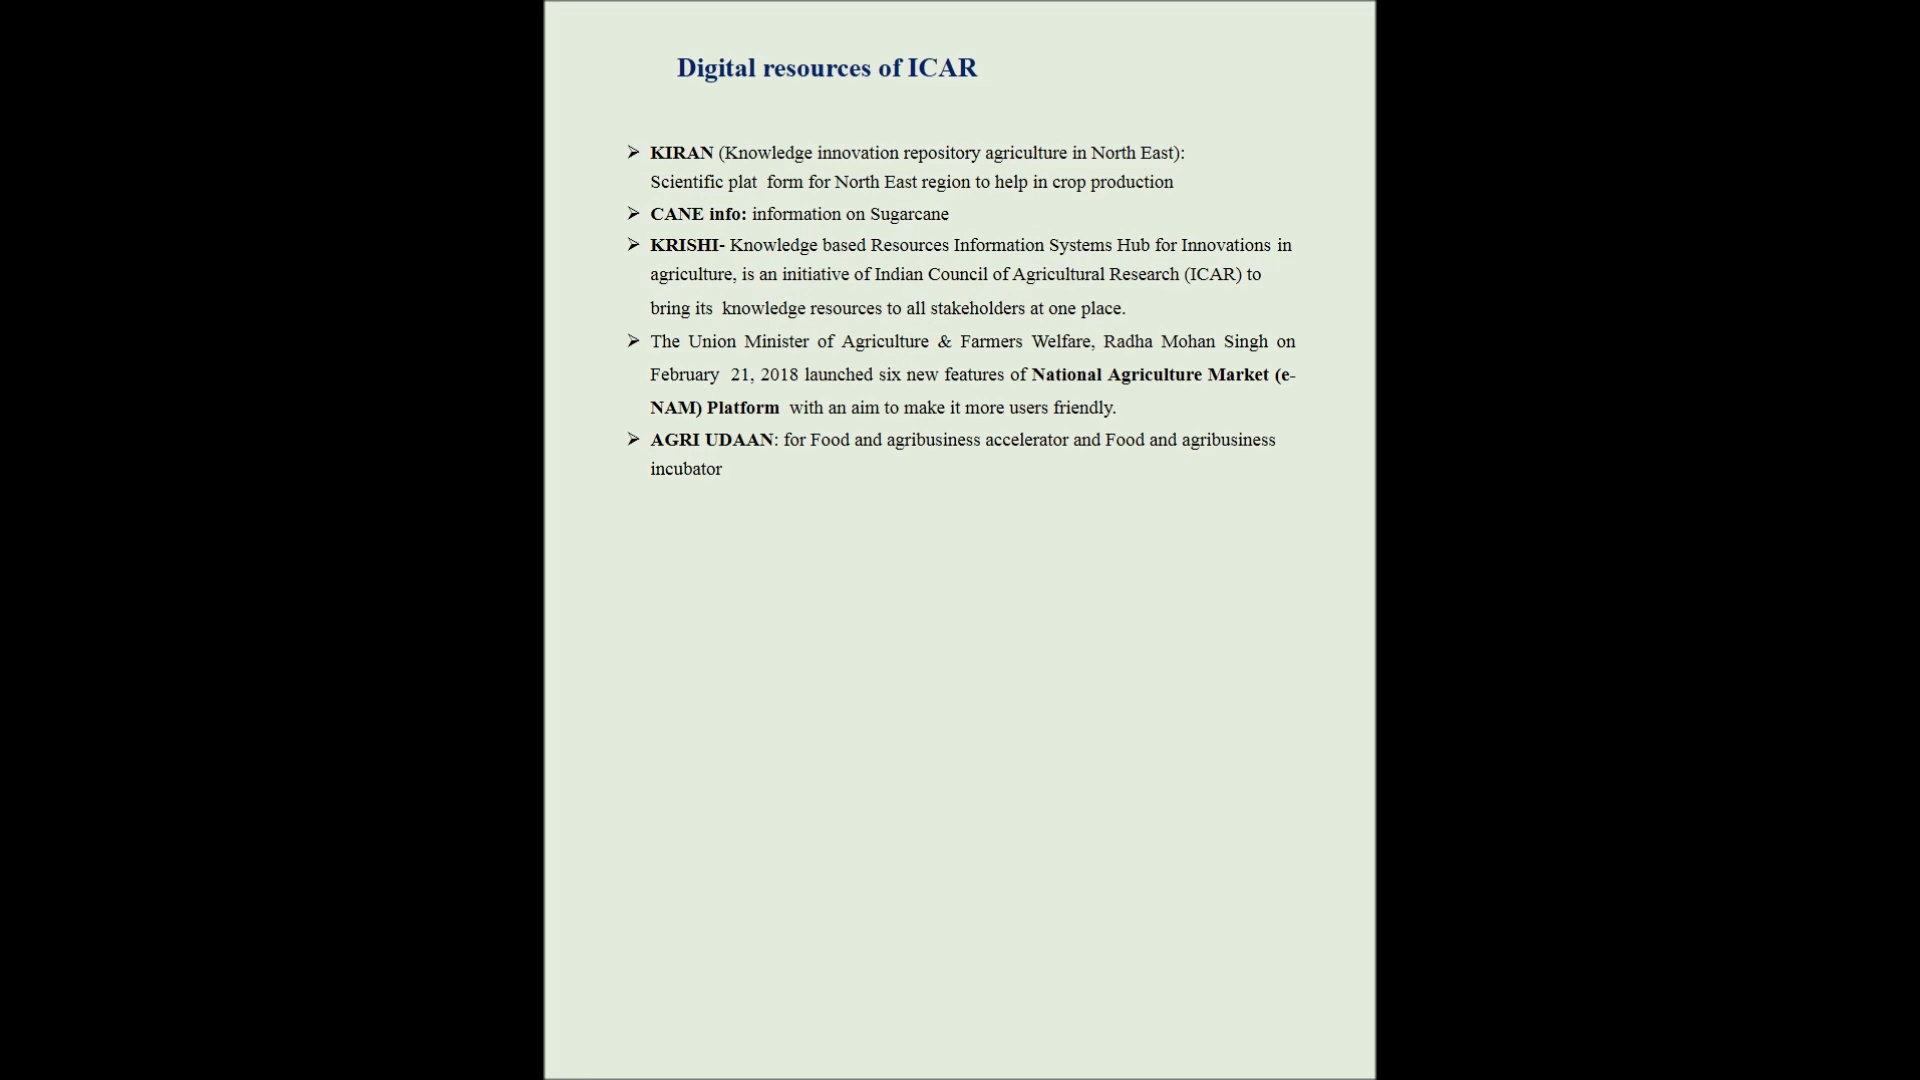 Digital resources of ICAR
➢ KIRAN (Knowledge innovation repository agriculture in North East):
Scientific plat  form for North East region to help in crop production
➢ CANE info: information on Sugarcane
➢ KRISHI- Knowledge based Resources Information Systems Hub for Innovations in
agriculture, is an initiative of Indian Council of Agricultural Research (ICAR) to
bring its  knowledge resources to all stakeholders at one place.
➢ The Union Minister of Agriculture & Farmers Welfare, Radha Mohan Singh on
February  21, 2018 launched six new features of National Agriculture Market (e-
NAM) Platform  with an aim to make it more users friendly.
➢ AGRI UDAAN: for Food and agribusiness accelerator and Food and agribusiness
incubator